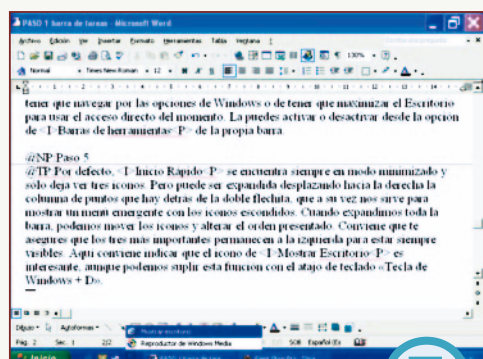 PASO 1 barra de tareas - Microsoft Word
Archivo Edición Ver Insertar Formato Herramientas Tabla Ventana ?
Normal Times New Roman 12 N K S
100%
tener que navegar por las opciones de Windows o de tener que maximizar el Escritorio
para usar el acceso directo del momento. La puedes activar o desactivar desde la opción
de <I>Barras de herramientas<P> de la propia barra.
@NP Paso 5
@TP Por defecto, <I>Inicio Rápido<P> se encuentra siempre en modo minimizado y
sólo deja ver tres iconos. Pero puede ser expandida desplazando hacia la derecha la
columna de puntos que hay detrás de la doble flechita, que a su vez nos sirve para
mostrar un menú emergente con los iconos escondidos. Cuando expandimos toda la
barra, podemos mover los iconos y alterar el orden presentado. Conviene que te
asegures que los tres más importantes permanecen a la izquierda para estar siempre
visibles. Aquí conviene indicar que el icono de <I>Mostrar Escritorio<P> es
interesante, aunque podemos suplir esta función con el atajo de teclado «Tecla de
Windows + D».
Dibujo Autoformas
Mostrar escritorio
Pág. 2 Sec. 1 2/2 Reproductor de Windows Media SOB Español (Es
Inicio PASO 1 barra de tar